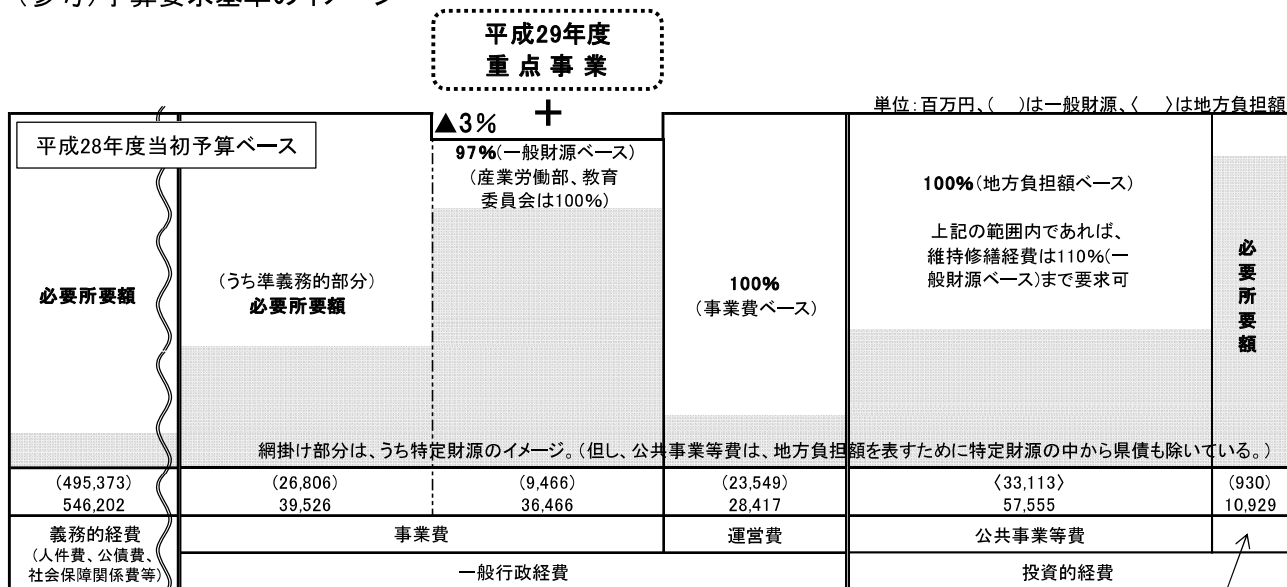 (参考)予算要求基準のイメージ
平成29年度
重点事業
+
単位：百万円、(　)は一般財源、〈　〉は地方負担額
▲3%
平成28年度当初予算ベース
必要所要額
(うち準義務的部分)
必要所要額
97%(一般財源ベース)
(産業労働部、教育
委員会は100%)
100%
(事業費ベース)
100%(地方負担額ベース)
上記の範囲内であれば、
維持修繕経費は110%(一
般財源ベース)まで要求可
必要所要額
網掛け部分は、うち特定財源のイメージ。(但し、公共事業等費は、地方負担額を表すために特定財源の中から県債も除いている。)
(495,373) (26,806) (9,466) (23,549) 〈33,113〉 (930)
546,202 39,526 36,466 28,417 57,555 10,929
義務的経費
(人件費、公債費、
社会保障関係費等)
事業費 運営費 公共事業等費
一般行政経費 投資的経費